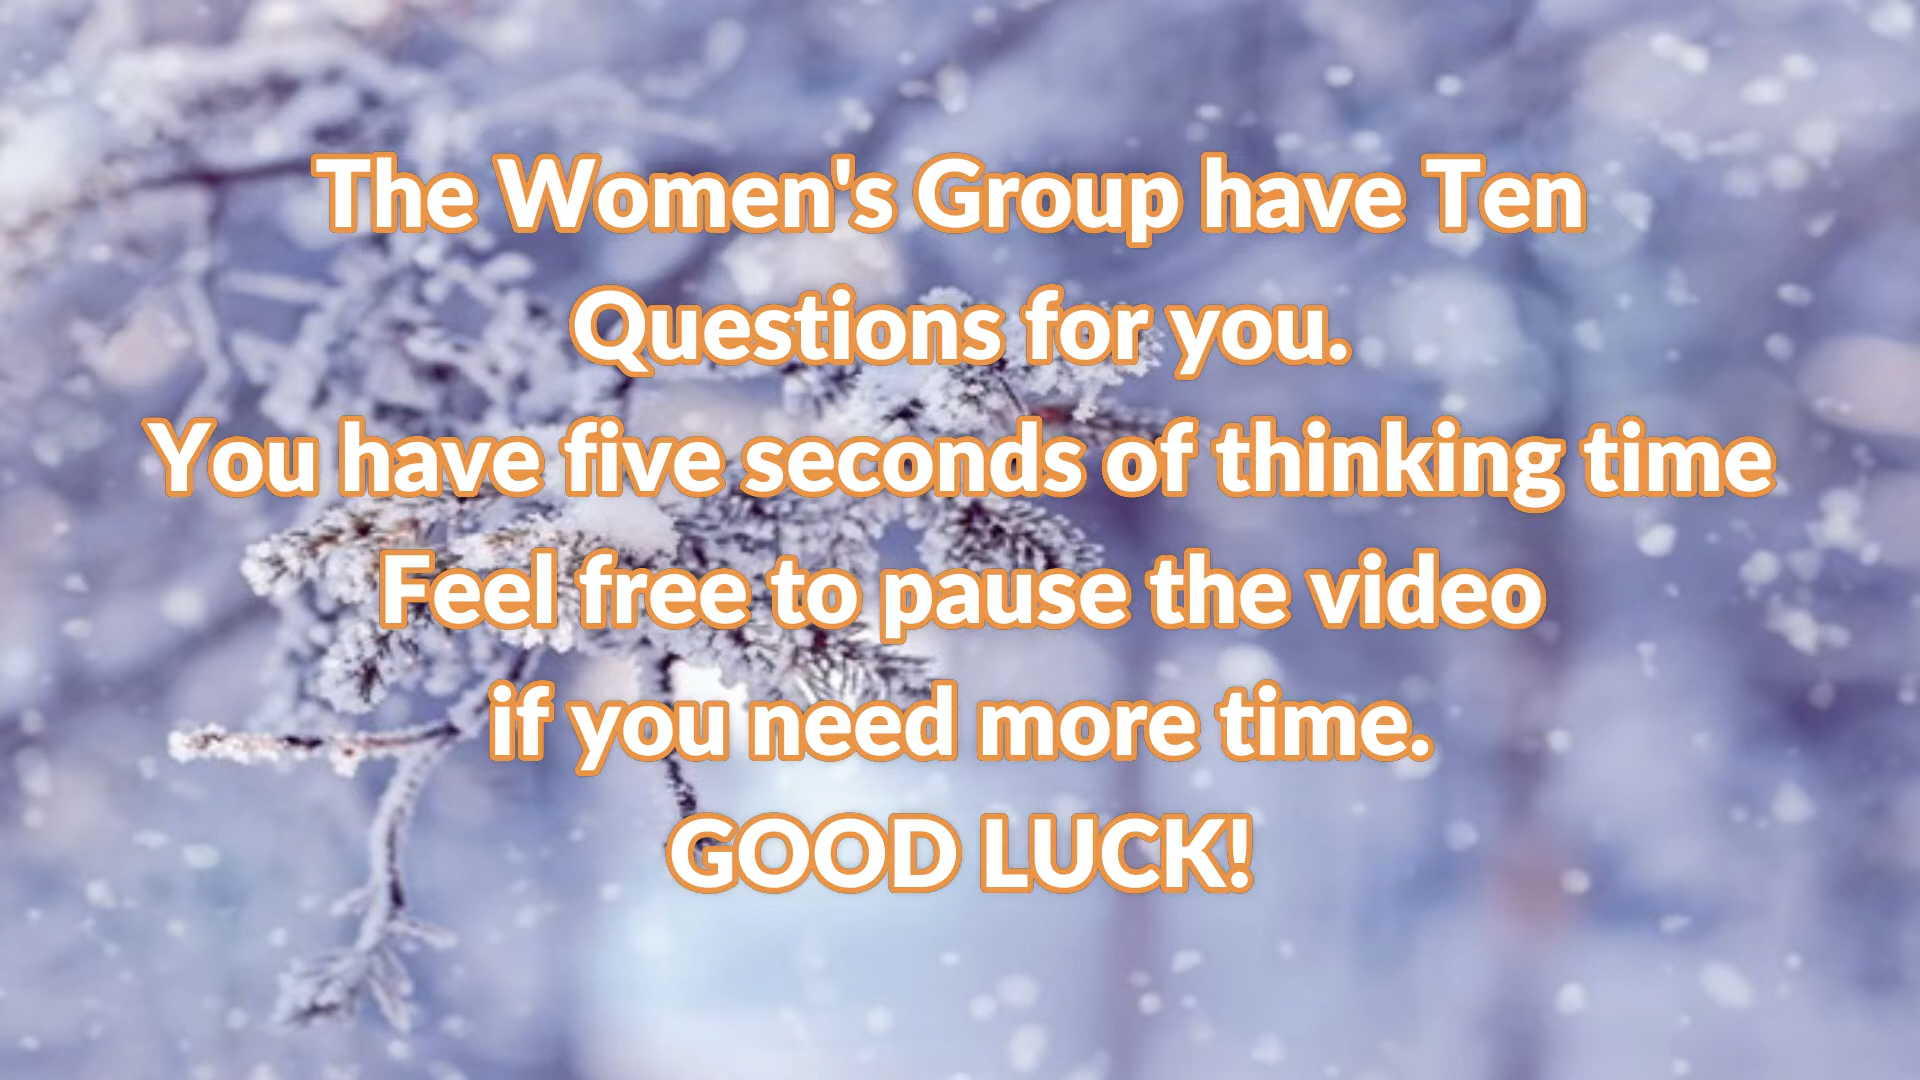 The Women's Group have Ten
Questions for you.
You have five seconds of thinking time
Feel free to pause the video
if you need more time.
GOOD LUCK!